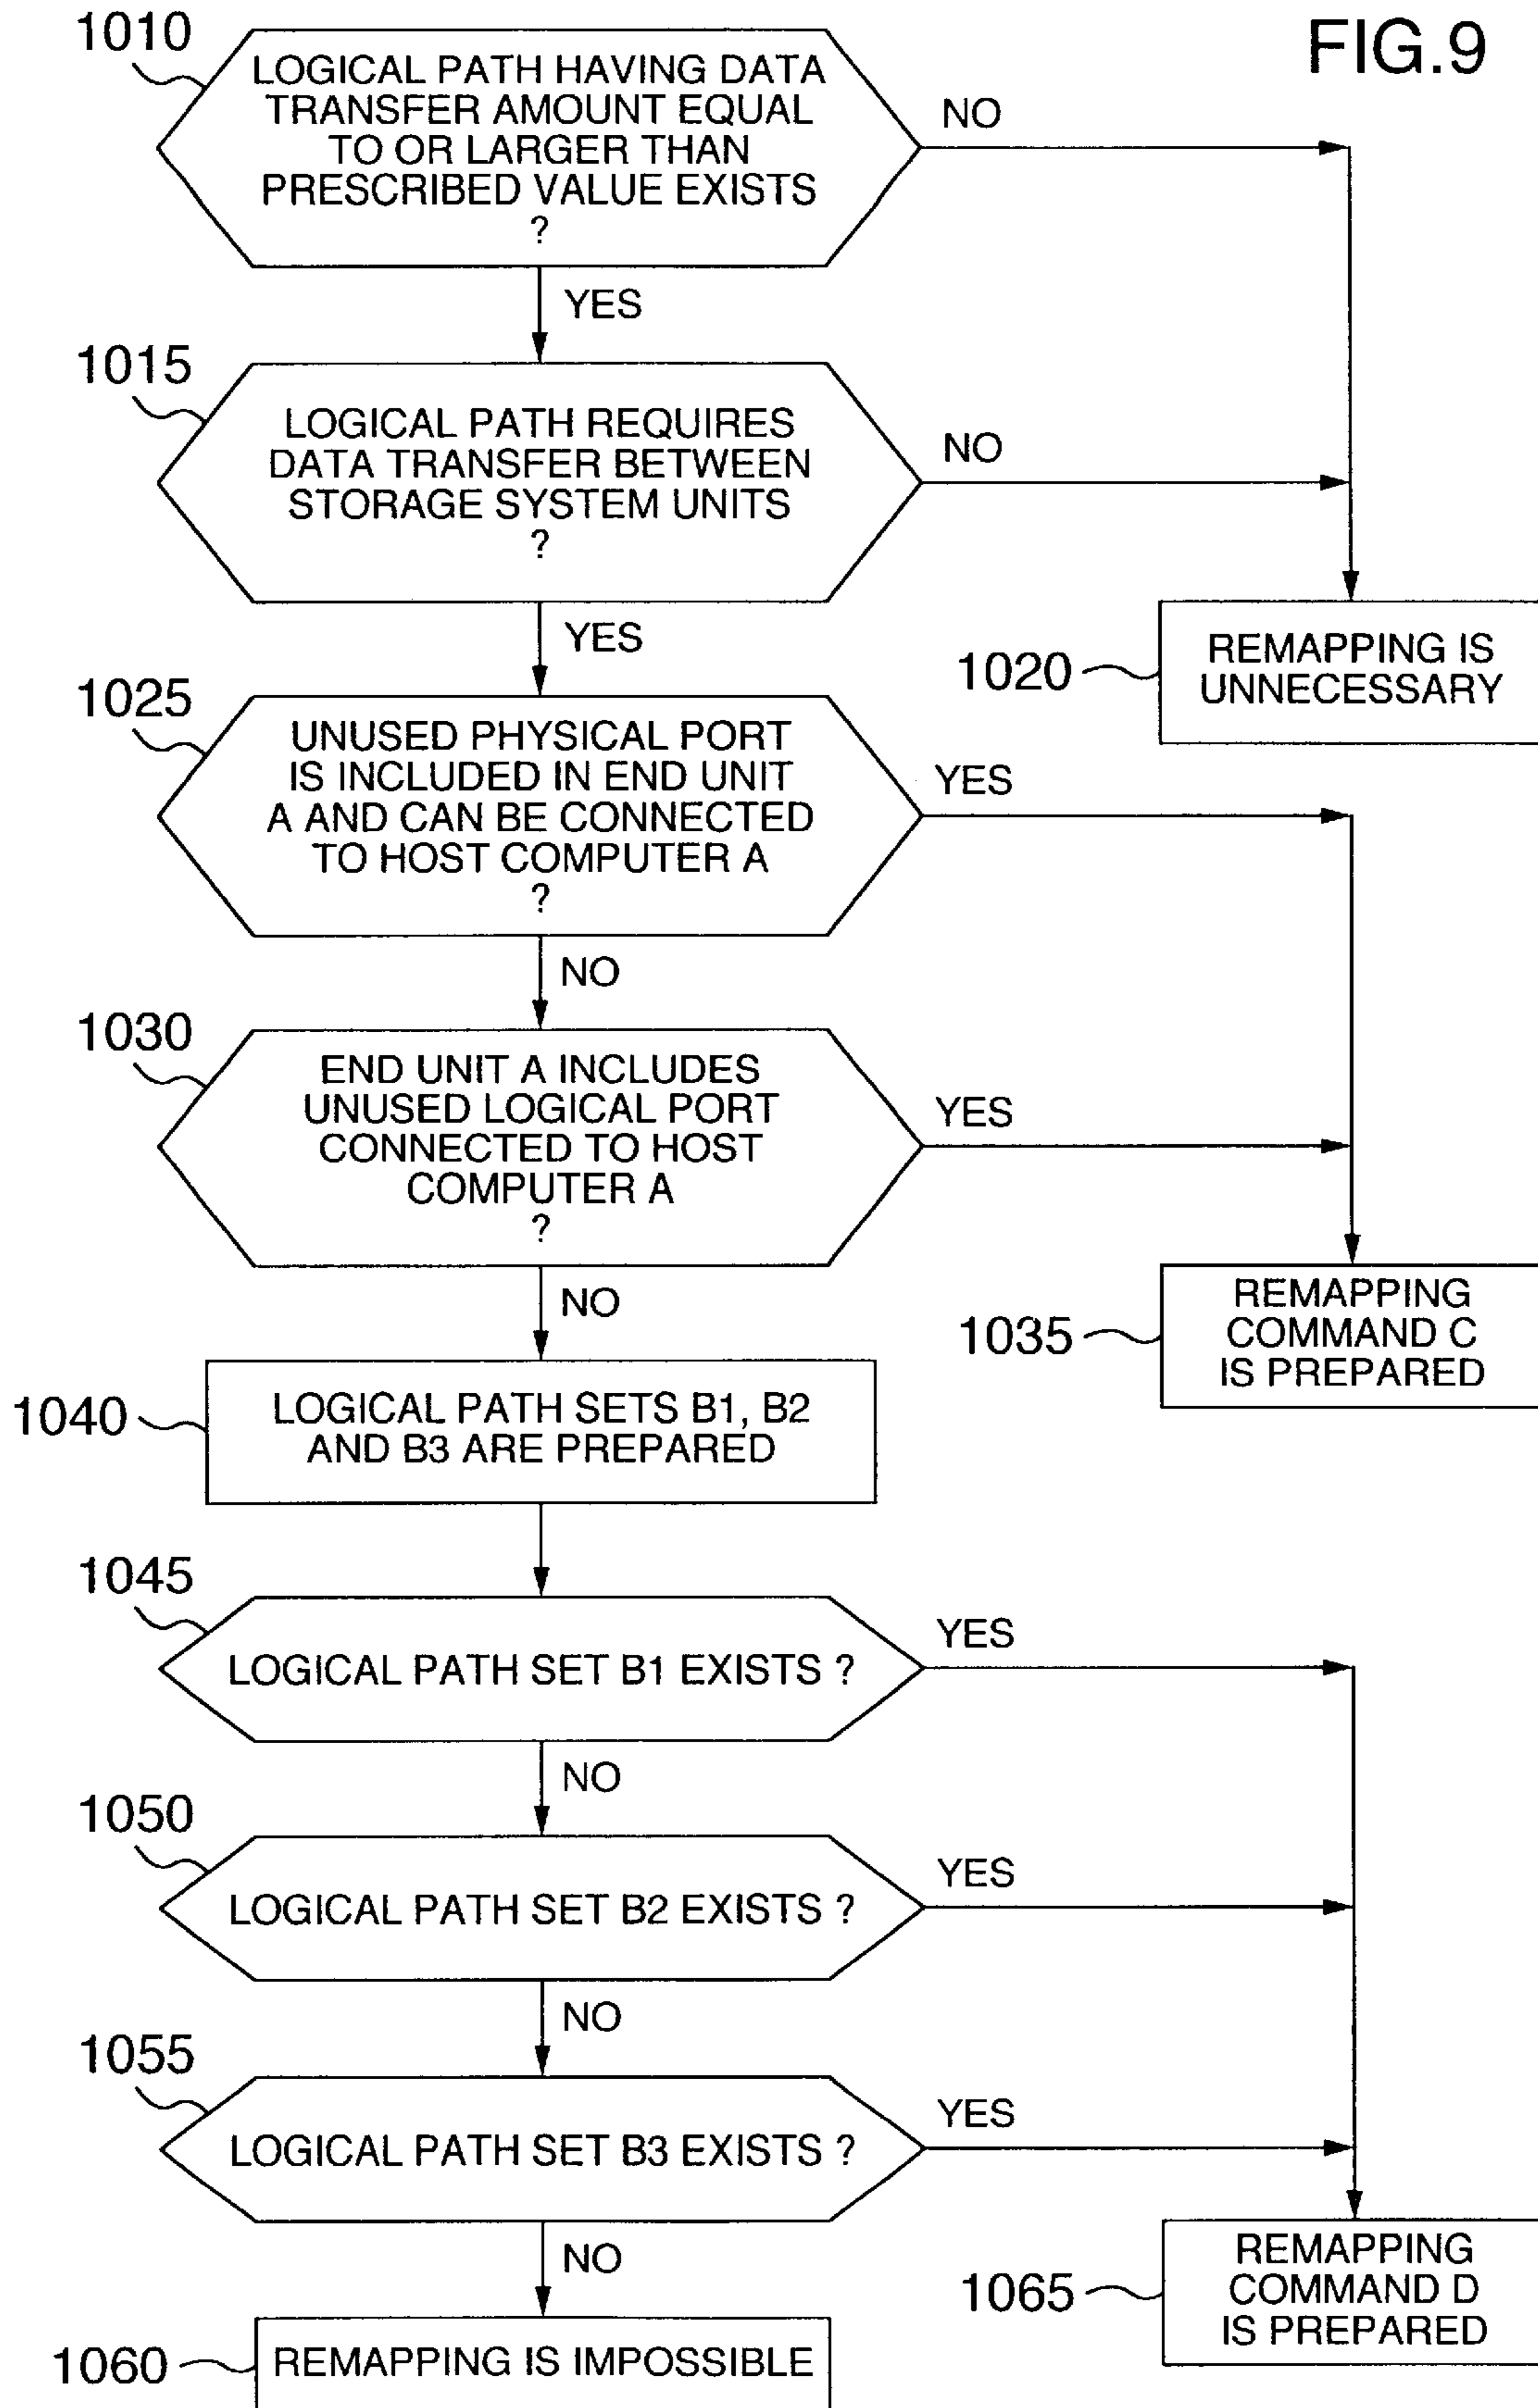 FIG.9
1010
LOGICAL PATH HAVING DATA
TRANSFER AMOUNT EQUAL
TO OR LARGER THAN
PRESCRIBED VALUE EXISTS
?
NO
YES
1015
LOGICAL PATH REQUIRES
DATA TRANSFER BETWEEN
STORAGE SYSTEM UNITS
?
NO
YES
1020
REMAPPING IS
UNNECESSARY
1025
UNUSED PHYSICAL PORT
IS INCLUDED IN END UNIT
A AND CAN BE CONNECTED
TO HOST COMPUTER A
?
YES
NO
1030
END UNIT A INCLUDES
UNUSED LOGICAL PORT
CONNECTED TO HOST
COMPUTER A
?
YES
NO
1035
REMAPPING
COMMAND C
IS PREPARED
1040
LOGICAL PATH SETS B1, B2
AND B3 ARE PREPARED
1045
LOGICAL PATH SET B1 EXISTS ?
YES
NO
1050
LOGICAL PATH SET B2 EXISTS ?
YES
NO
1055
LOGICAL PATH SET B3 EXISTS ?
YES
NO
1065
REMAPPING
COMMAND D
IS PREPARED
1060
REMAPPING IS IMPOSSIBLE